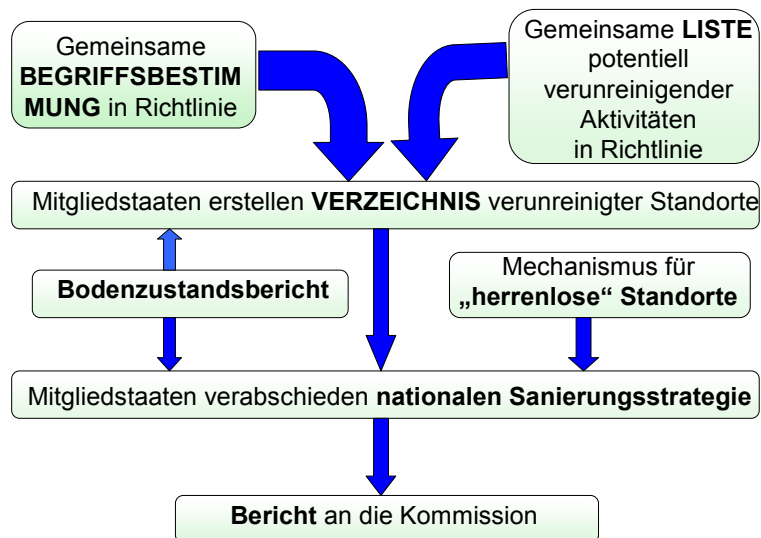 Gemeinsame
BEGRIFFSBESTIM
MUNG in Richtlinie
Gemeinsame LISTE
potentiell
verunreinigender
Aktivitäten
in Richtlinie
Mitgliedstaaten erstellen VERZEICHNIS verunreinigter Standorte
Bodenzustandsbericht
Mechanismus für
„herrenlose“ Standorte
Mitgliedstaaten verabschieden nationalen Sanierungsstrategie
Bericht an die Kommission